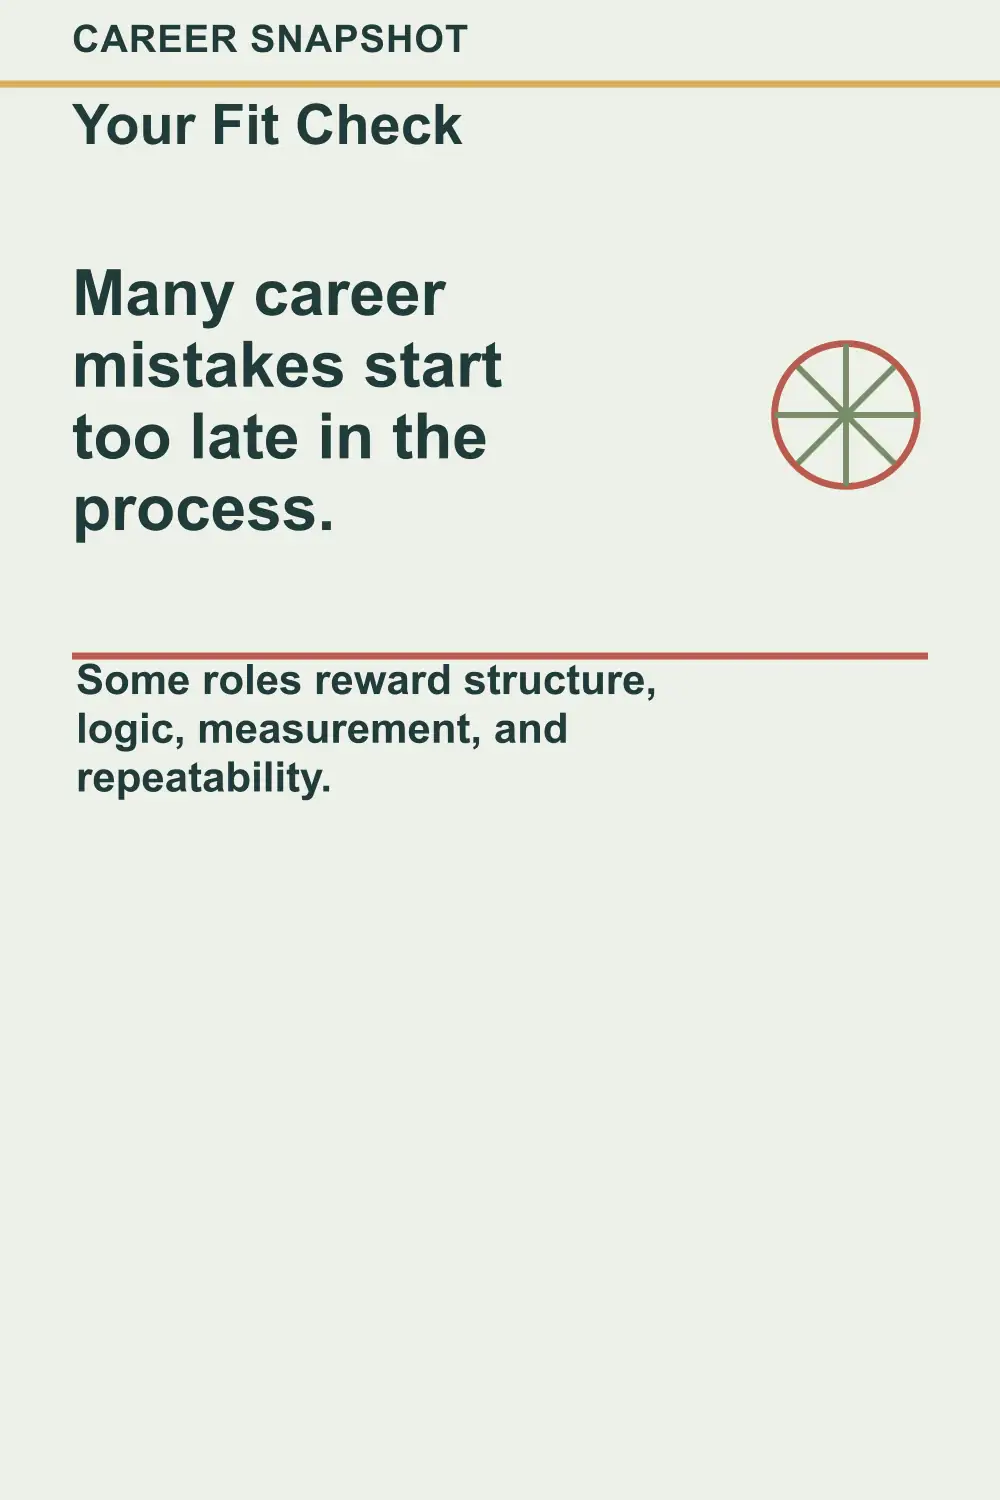 CAREER SNAPSHOT
Your Fit Check
Many career
mistakes start
too late in the
process.
Some roles reward structure,
logic, measurement, and
repeatability.